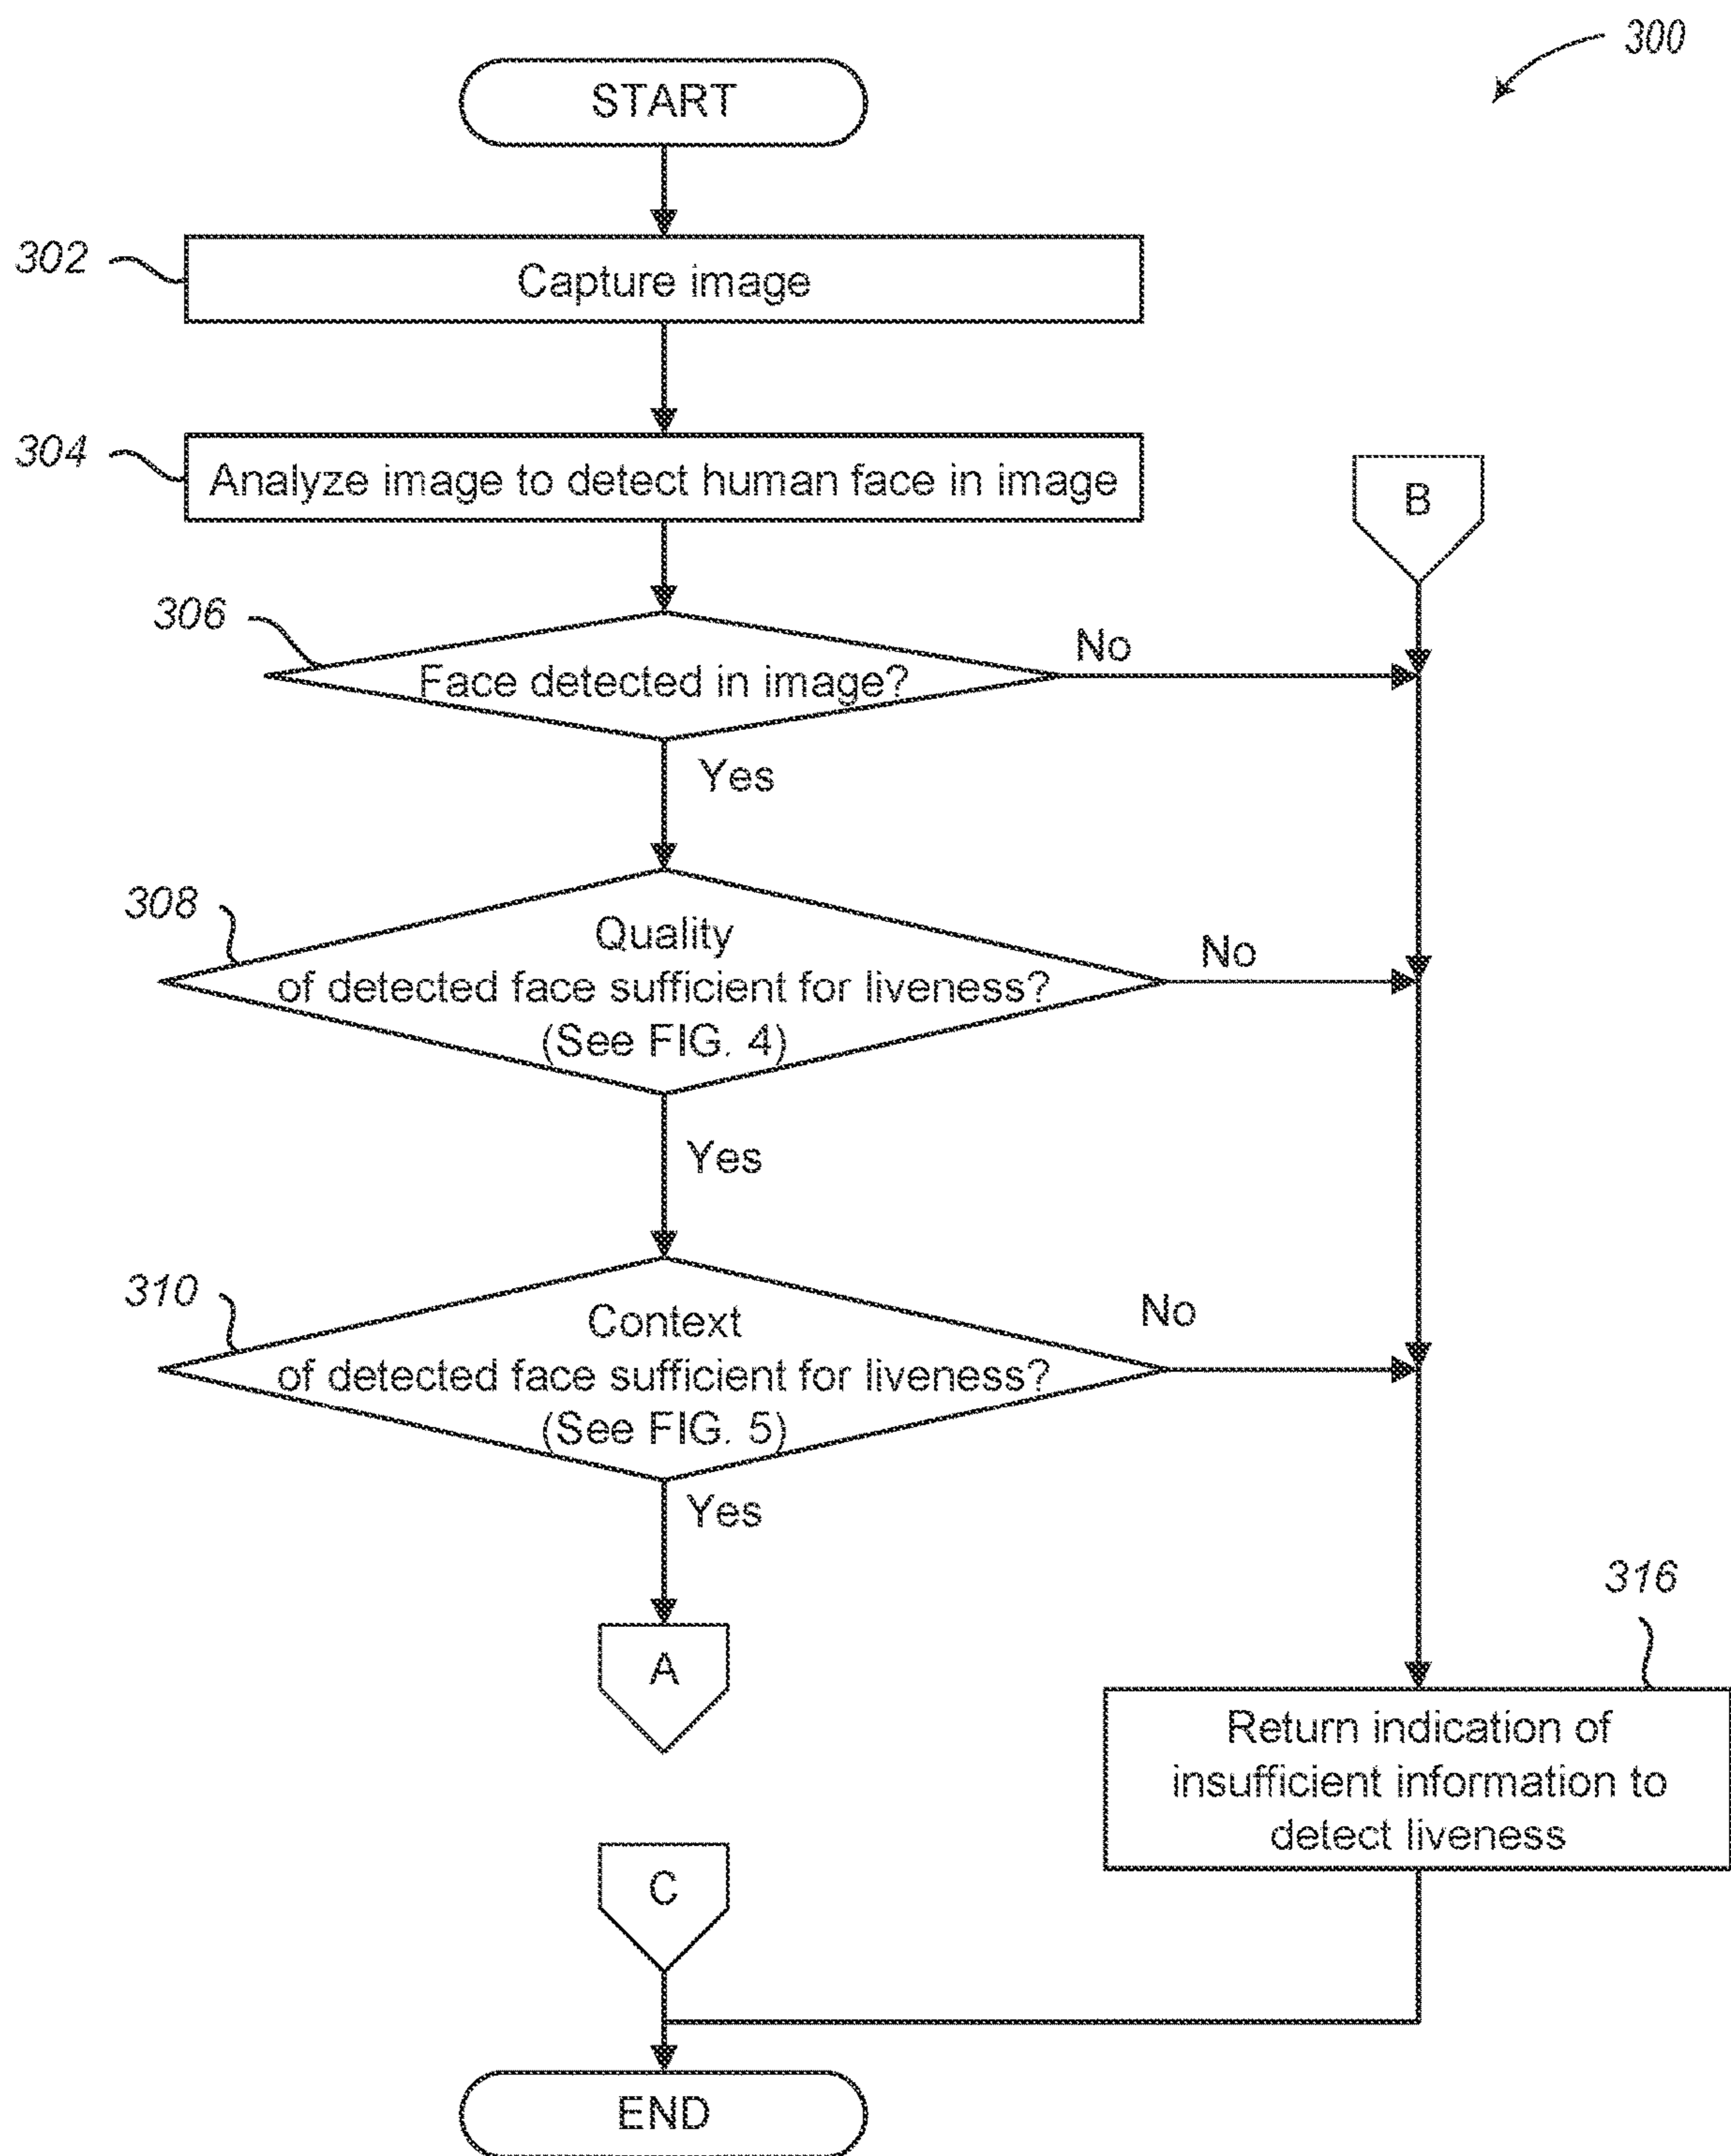 300
START
302
Capture image
304
Analyze image to detect human face in image
B
306
Face detected in image?
No
Yes
308
Quality
of detected face sufficient for liveness?
(See FIG. 4)
No
Yes
310
Context
of detected face sufficient for liveness?
(See FIG. 5)
No
Yes
A
316
Return indication of
insufficient information to
detect liveness
C
END